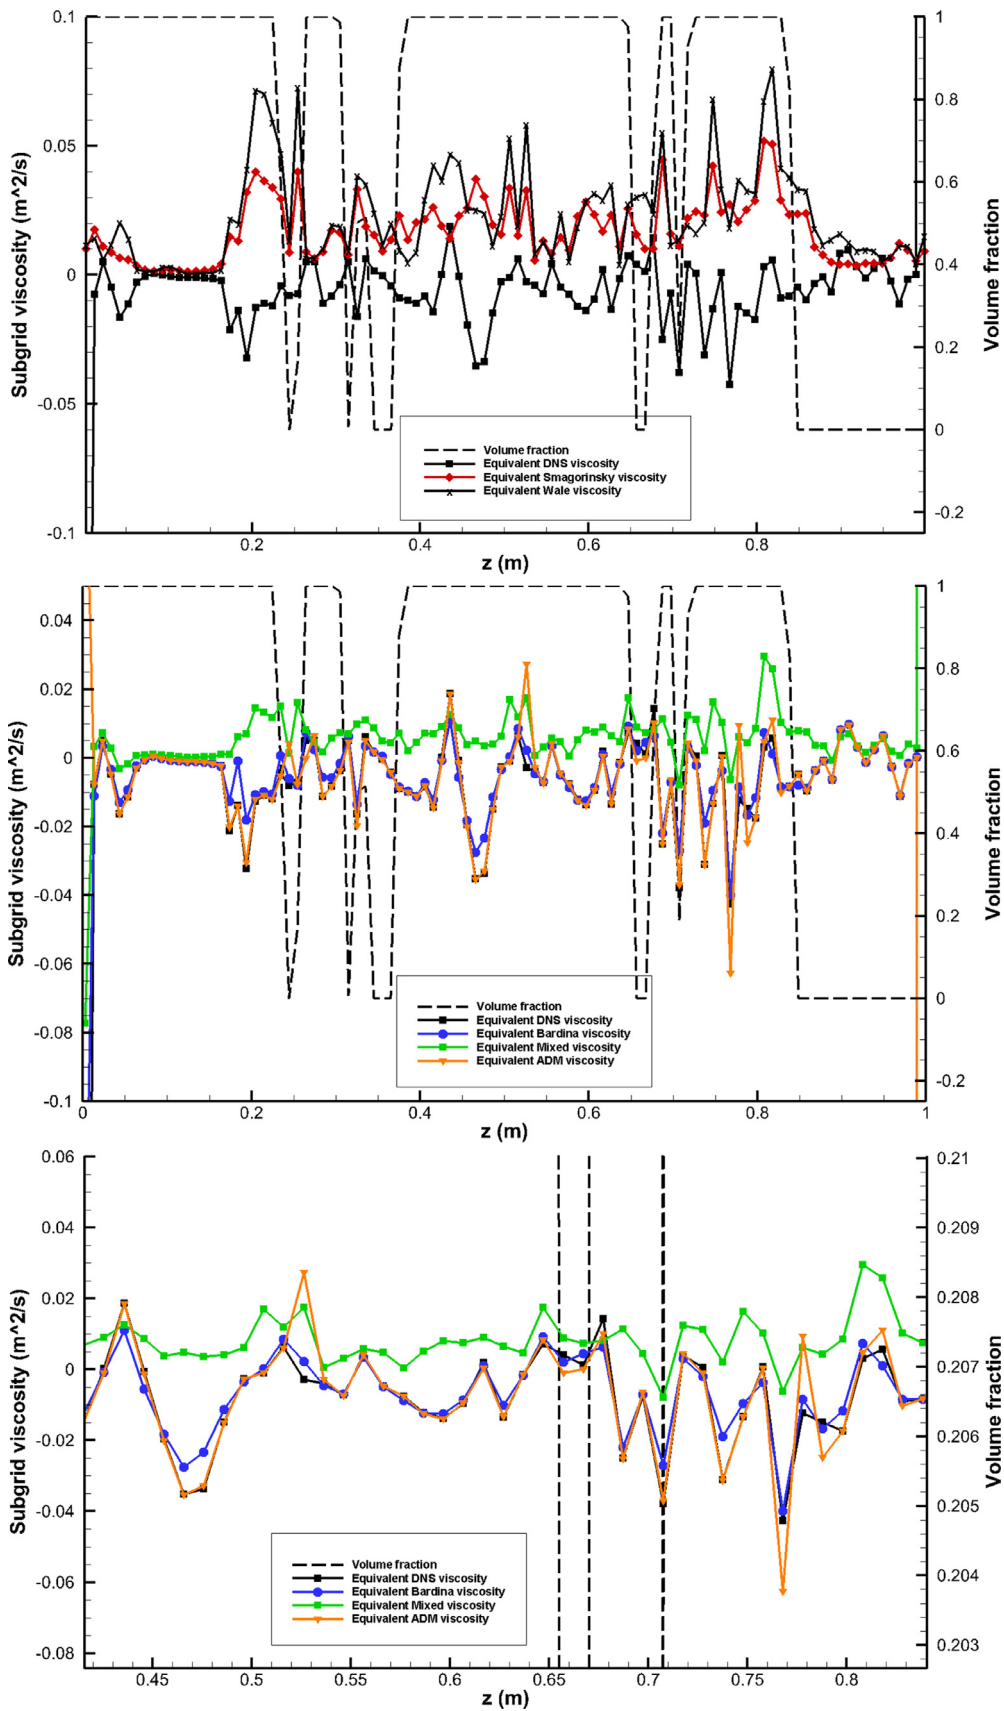 0.1
0.05
0
-0.05
-0.1
Subgrid viscosity (m^2/s)
1
0.8
0.6
0.4
0.2
0
-0.2
Volume fraction
Volume fraction
Equivalent DNS viscosity
Equivalent Smagorinsky viscosity
Equivalent Wale viscosity
0.2 0.4 0.6 0.8
z (m)
0.04
0.02
0
-0.02
-0.04
-0.06
-0.08
-0.1
Subgrid viscosity (m^2/s)
1
0.8
0.6
0.4
0.2
0
-0.2
Volume fraction
Volume fraction
Equivalent DNS viscosity
Equivalent Bardina viscosity
Equivalent Mixed viscosity
Equivalent ADM viscosity
0 0.2 0.4 0.6 0.8 1
z (m)
0.06
0.04
0.02
0
-0.02
-0.04
-0.06
-0.08
Subgrid viscosity (m^2/s)
0.21
0.209
0.208
0.207
0.206
0.205
0.204
0.203
Volume fraction
Volume fraction
Equivalent DNS viscosity
Equivalent Bardina viscosity
Equivalent Mixed viscosity
Equivalent ADM viscosity
0.45 0.5 0.55 0.6 0.65 0.7 0.75 0.8
z (m)